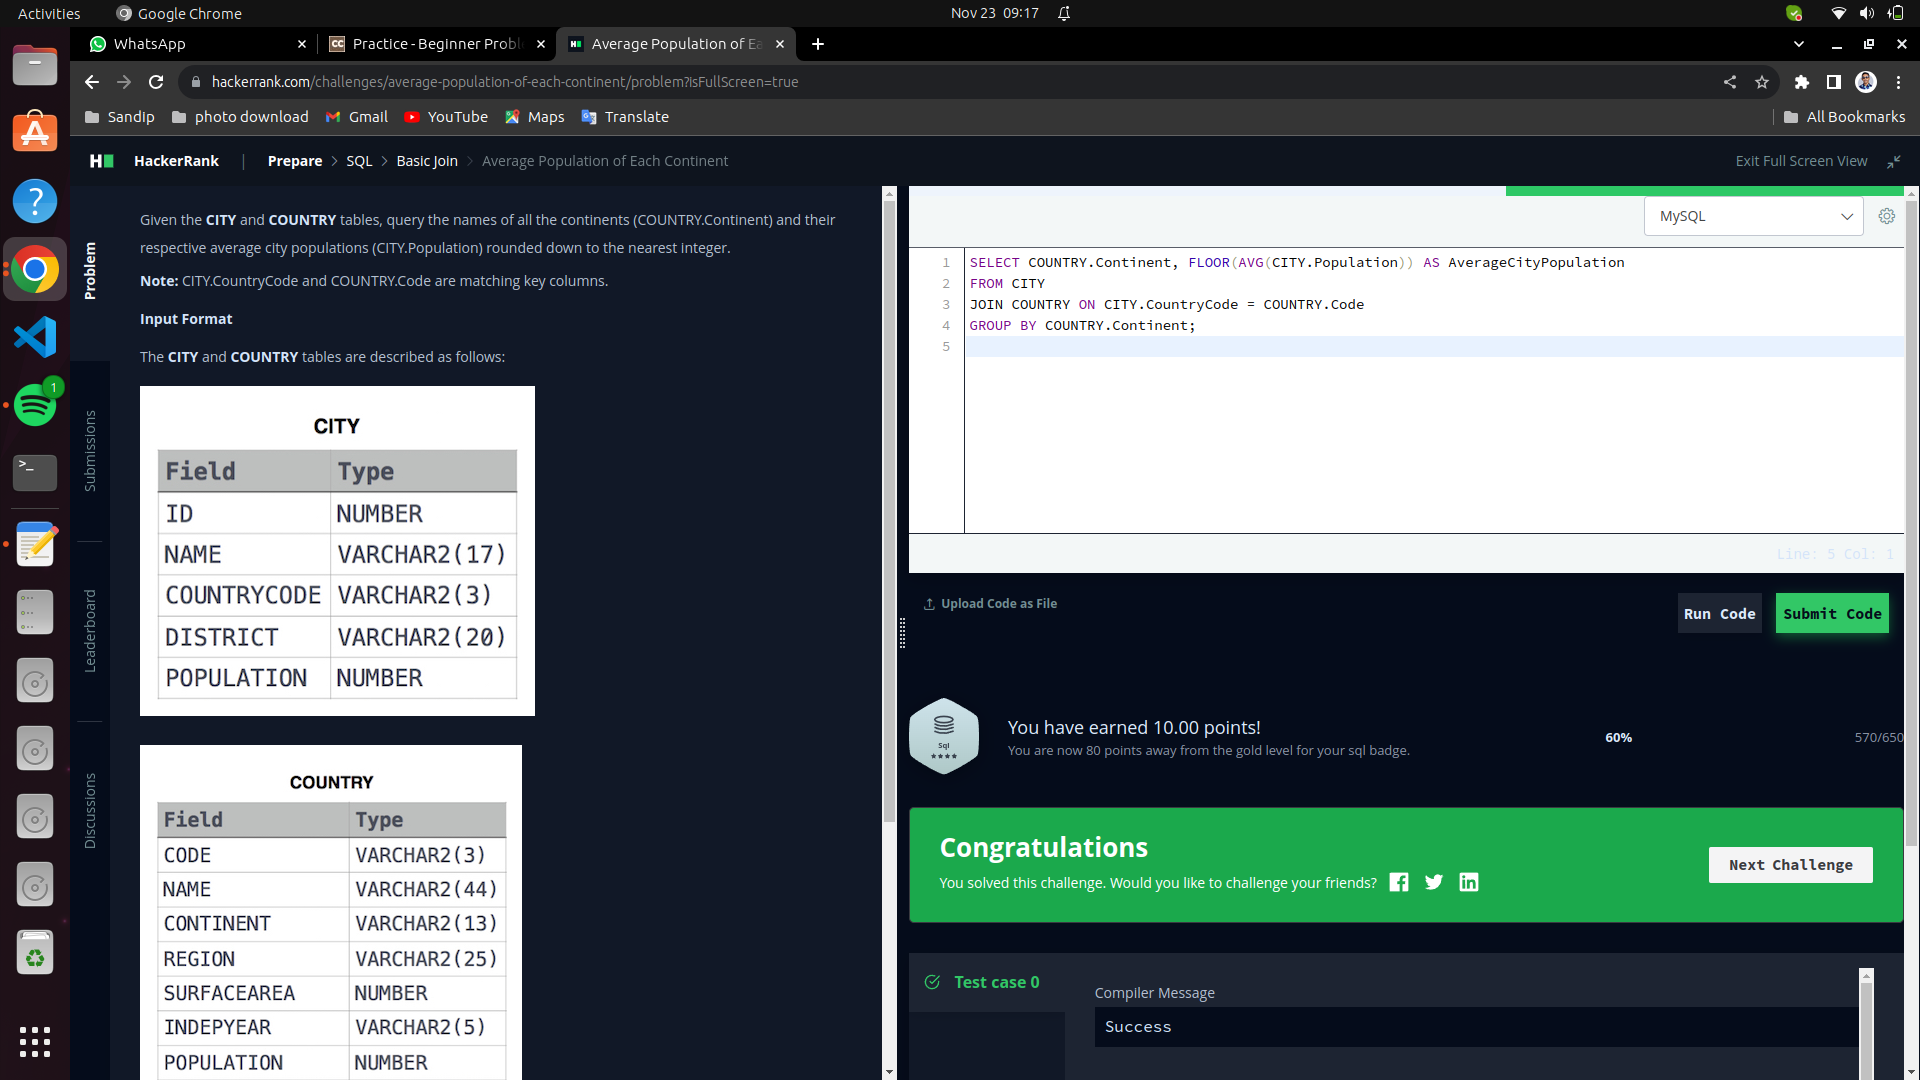 Activities
Google Chrome
Nov 23 09:17
WhatsApp
CC
Practice - Beginner Probl
Average Population of Ea
hackerrank.com/challenges/average-population-of-each-continent/problem?isFullScreen=true
Sandip
photo download
Gmail
YouTube
Maps
Translate
All Bookmarks
H
HackerRank
|
Prepare > SQL > Basic Join > Average Population of Each Continent
Exit Full Screen View
1
Problem
Submissions
Leaderboard
Discussions
Given the CITY and COUNTRY tables, query the names of all the continents (COUNTRY.Continent) and their
respective average city populations (CITY.Population) rounded down to the nearest integer.
Note: CITY.CountryCode and COUNTRY.Code are matching key columns.
Input Format
The CITY and COUNTRY tables are described as follows:
CITY
Field Type
ID NUMBER
NAME VARCHAR2(17)
COUNTRYCODE VARCHAR2(3)
DISTRICT VARCHAR2(20)
POPULATION NUMBER
COUNTRY
Field Type
CODE VARCHAR2(3)
NAME VARCHAR2(44)
CONTINENT VARCHAR2(13)
REGION VARCHAR2(25)
SURFACEAREA NUMBER
INDEPYEAR VARCHAR2(5)
POPULATION NUMBER
MySQL
1 SELECT COUNTRY.Continent, FLOOR(AVG(CITY.Population)) AS AverageCityPopulation
2 FROM CITY
3 JOIN COUNTRY ON CITY.CountryCode = COUNTRY.Code
4 GROUP BY COUNTRY.Continent;
5
Line: 5 Col: 1
Upload Code as File
Run Code
Submit Code
Sql
You have earned 10.00 points!
You are now 80 points away from the gold level for your sql badge.
60%
570/650
Congratulations
You solved this challenge. Would you like to challenge your friends?
Next Challenge
Test case 0
Compiler Message
Success